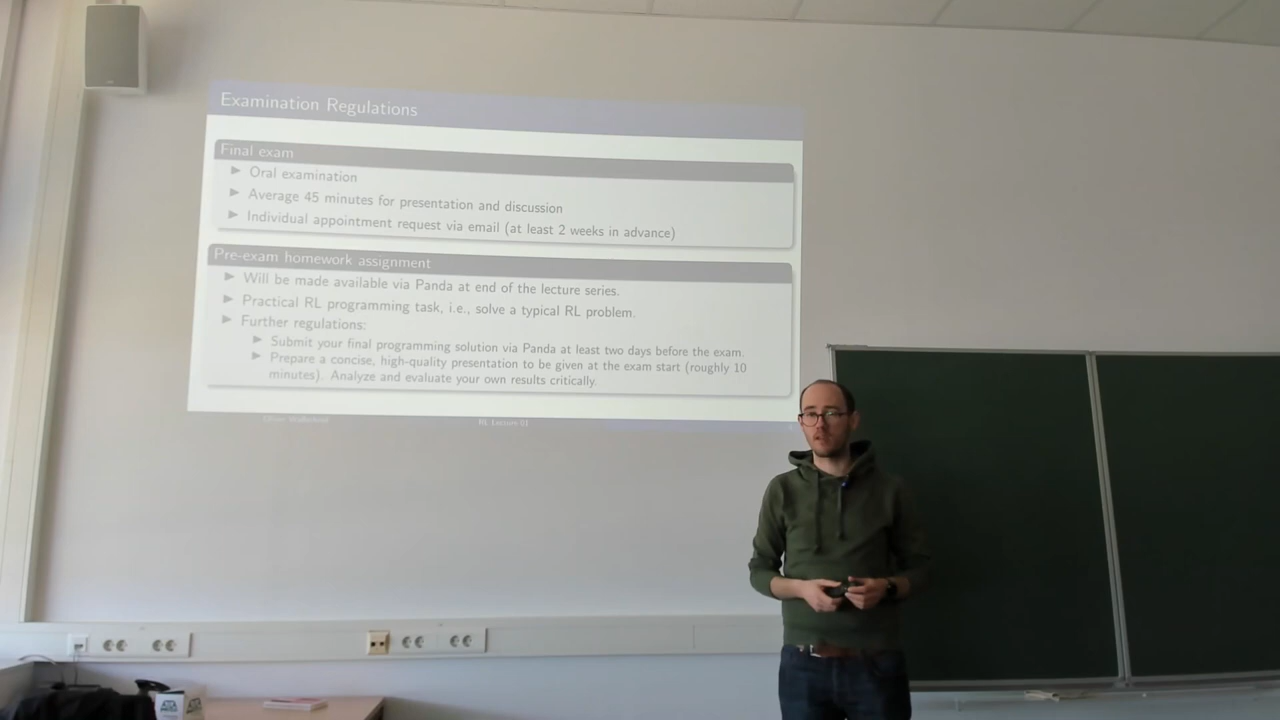 Examination Regulations
Final exam
► Oral examination
► Average 45 minutes for presentation and discussion
► Individual appointment request via email (at least 2 weeks in advance)
Pre-exam homework assignment
► Will be made available via Panda at end of the lecture series.
► Practical RL programming task, i.e., solve a typical RL problem.
► Further regulations:
► Submit your final programming solution via Panda at least two days before the exam.
► Prepare a concise, high-quality presentation to be given at the exam start (roughly 10
minutes). Analyze and evaluate your own results critically.
RL Lecture 01